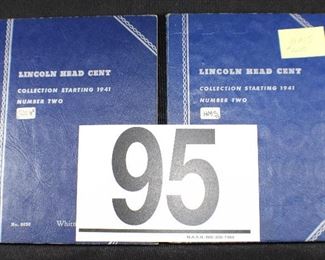 LINCOLN HEAD CENT
COLLECTION STARTING 1941
NUMBER TWO
LINCOLN HEAD CENT
COLLECTION STARTING 1941
NUMBER TWO
95